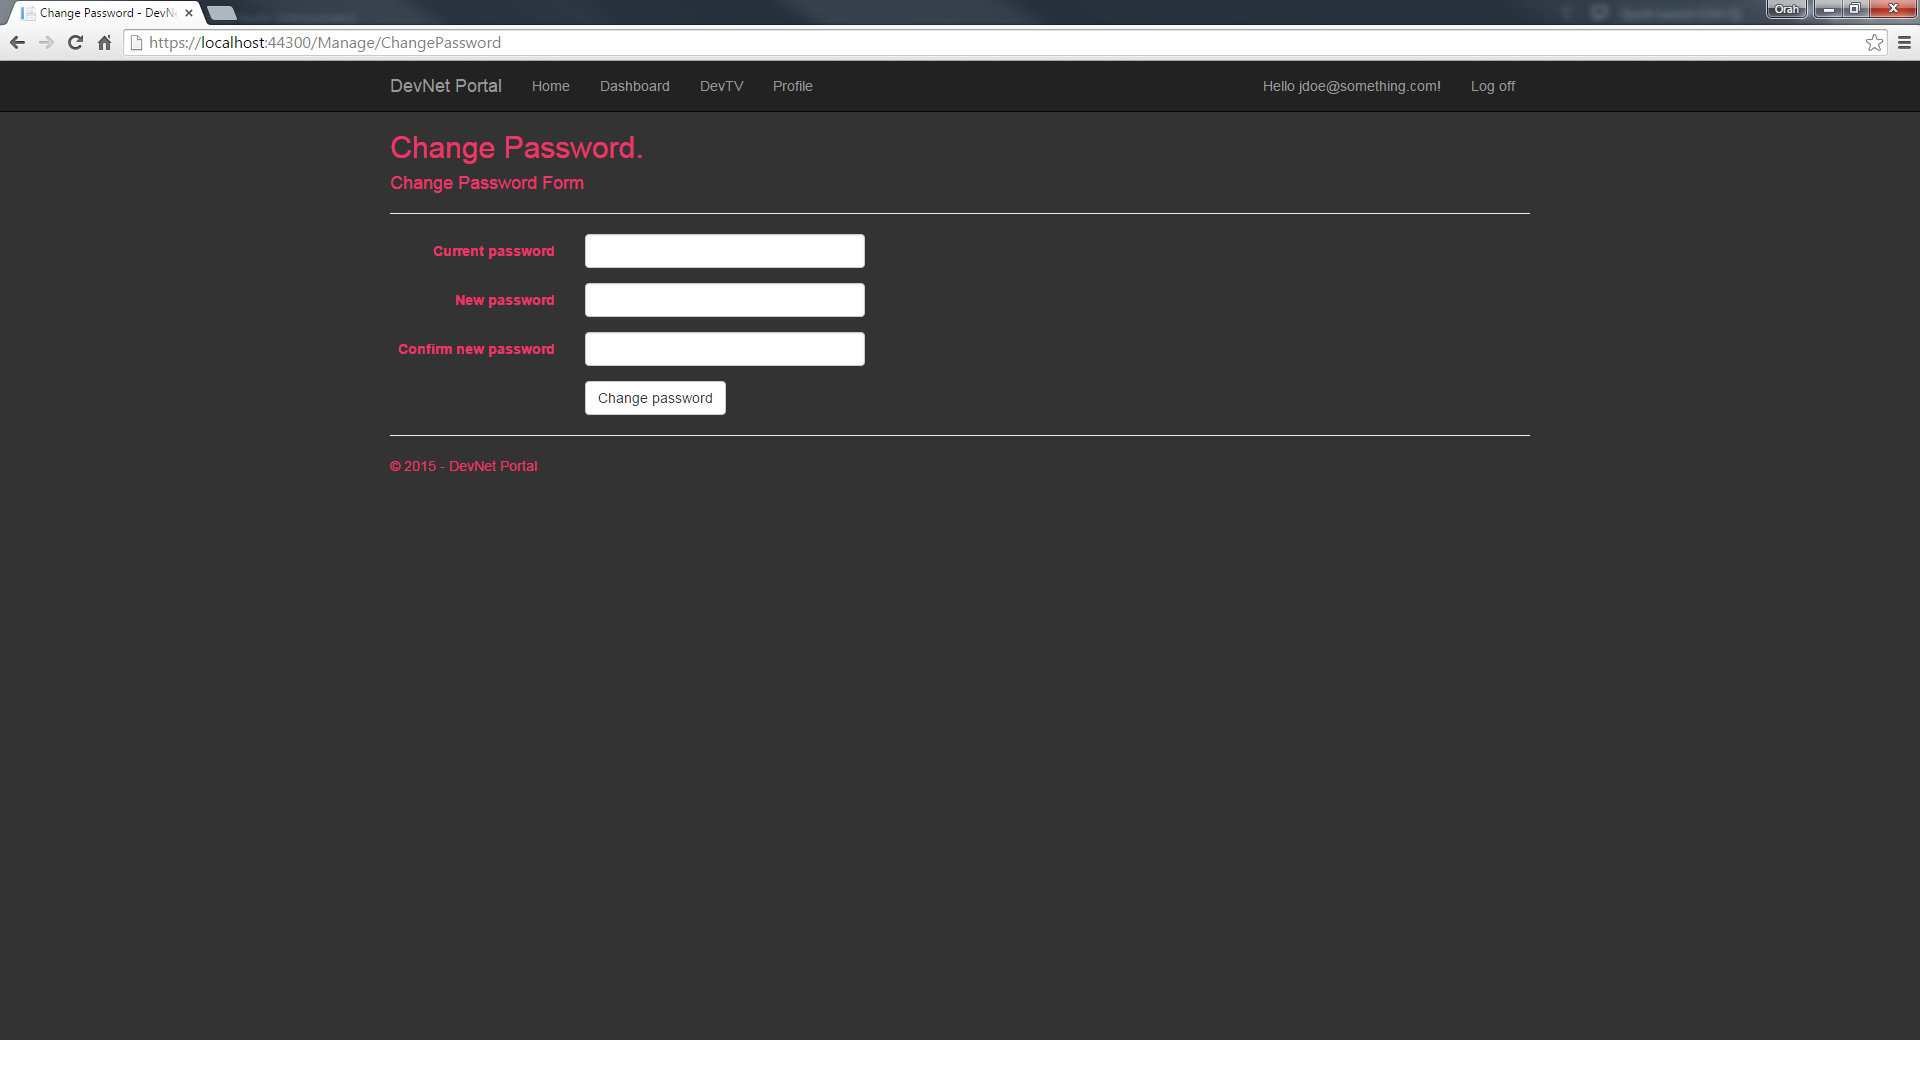 Change Password - DevN
Orah
https://localhost:44300/Manage/ChangePassword
DevNet Portal Home Dashboard DevTV Profile Hello jdoe@something.com! Log off
Change Password.
Change Password Form
Current password
New password
Confirm new password
Change password
© 2015 - DevNet Portal